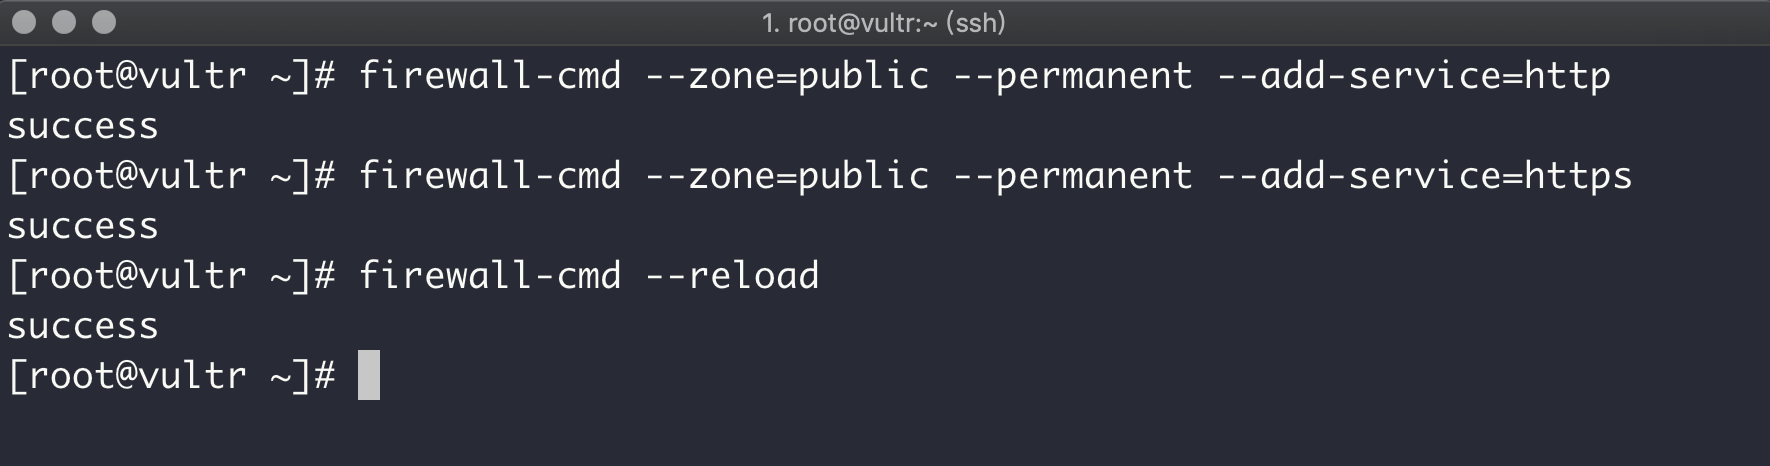 1. root@vultr:~ (ssh)
[root@vultr ~]# firewall-cmd --zone=public --permanent --add-service=http
success
[root@vultr ~]# firewall-cmd --zone=public --permanent --add-service=https
success
[root@vultr ~]# firewall-cmd --reload
success
[root@vultr ~]#